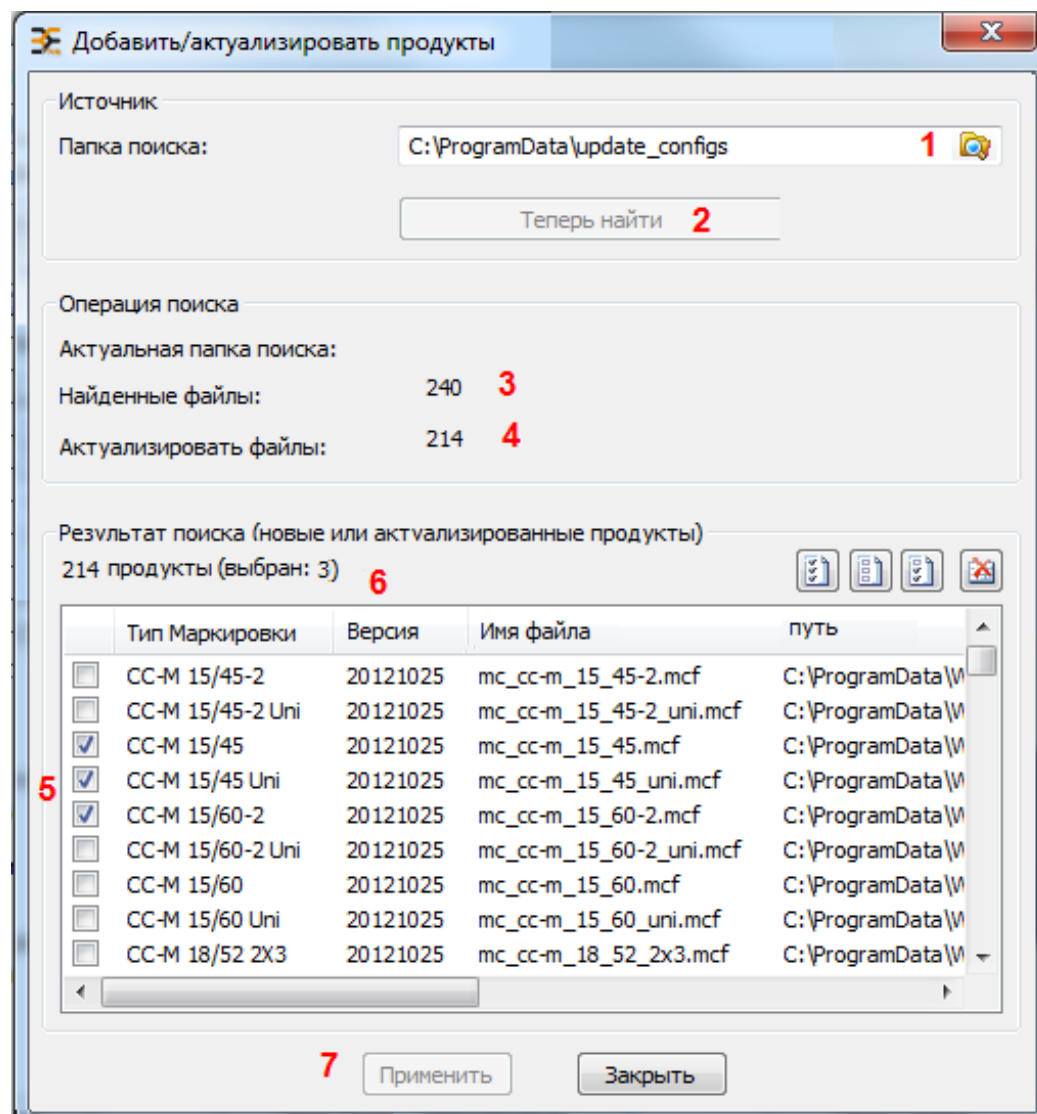 Добавить/актуализировать продукты
Источник
Папка поиска: C:\ProgramData\update_configs 1
Теперь найти 2
Операция поиска
Актуальная папка поиска:
Найденные файлы: 240 3
Актуализировать файлы: 214 4
Результат поиска (новые или актуализированные продукты)
214 продукты (выбран: 3) 6
Тип Маркировки Версия Имя файла путь
CC-M 15/45-2 20121025 mc_cc-m_15_45-2.mcf C:\ProgramData\W
CC-M 15/45-2 Uni 20121025 mc_cc-m_15_45-2_uni.mcf C:\ProgramData\W
CC-M 15/45 20121025 mc_cc-m_15_45.mcf C:\ProgramData\W
5 CC-M 15/45 Uni 20121025 mc_cc-m_15_45_uni.mcf C:\ProgramData\W
CC-M 15/60-2 20121025 mc_cc-m_15_60-2.mcf C:\ProgramData\W
CC-M 15/60-2 Uni 20121025 mc_cc-m_15_60-2_uni.mcf C:\ProgramData\W
CC-M 15/60 20121025 mc_cc-m_15_60.mcf C:\ProgramData\W
CC-M 15/60 Uni 20121025 mc_cc-m_15_60_uni.mcf C:\ProgramData\W
CC-M 18/52 2X3 20121025 mc_cc-m_18_52_2x3.mcf C:\ProgramData\W
7 Применить Закрыть